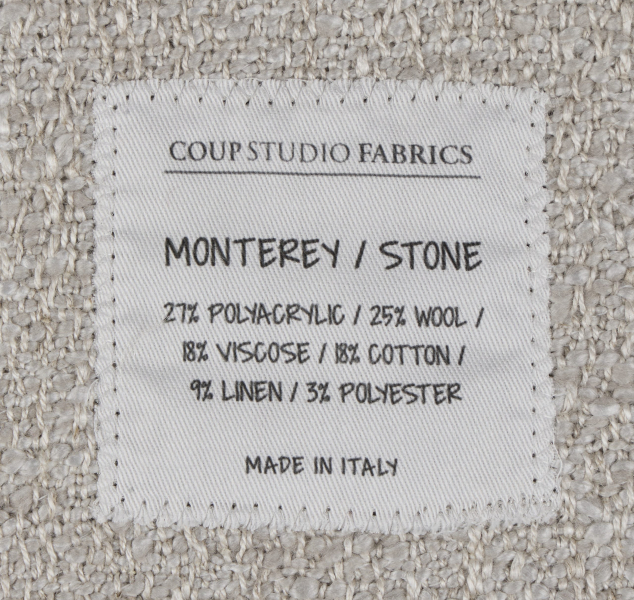 COUP STUDIO FABRICS
MONTEREY / STONE
27% POLYACRYLIC / 25% WOOL /
18% VISCOSE / 18% COTTON /
9% LINEN / 3% POLYESTER
MADE IN ITALY